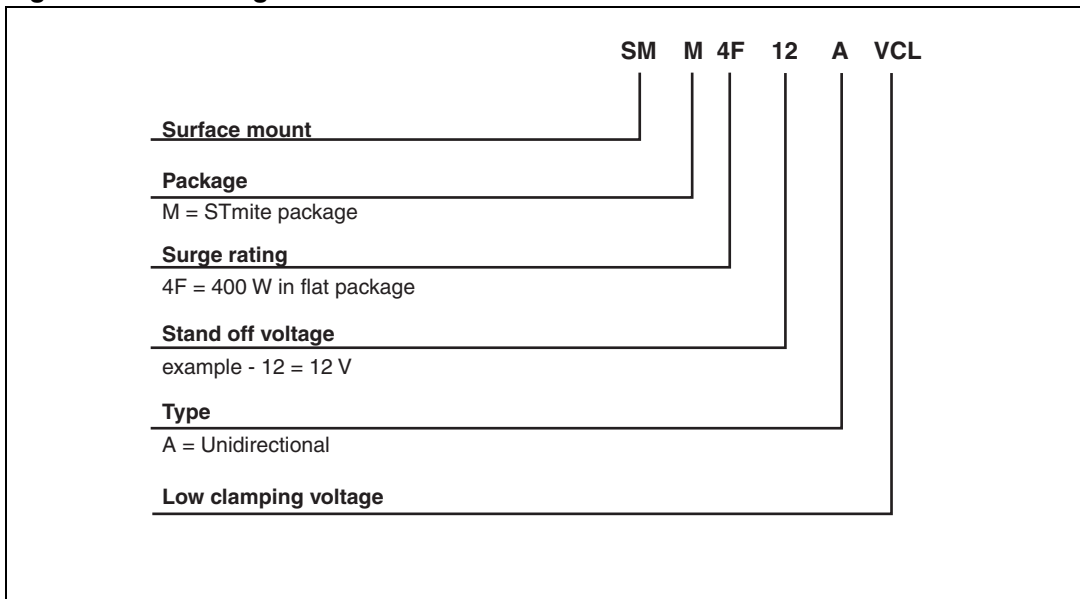 SM M 4F 12 A VCL
Surface mount
Package
M = STmite package
Surge rating
4F = 400 W in flat package
Stand off voltage
example - 12 = 12 V
Type
A = Unidirectional
Low clamping voltage